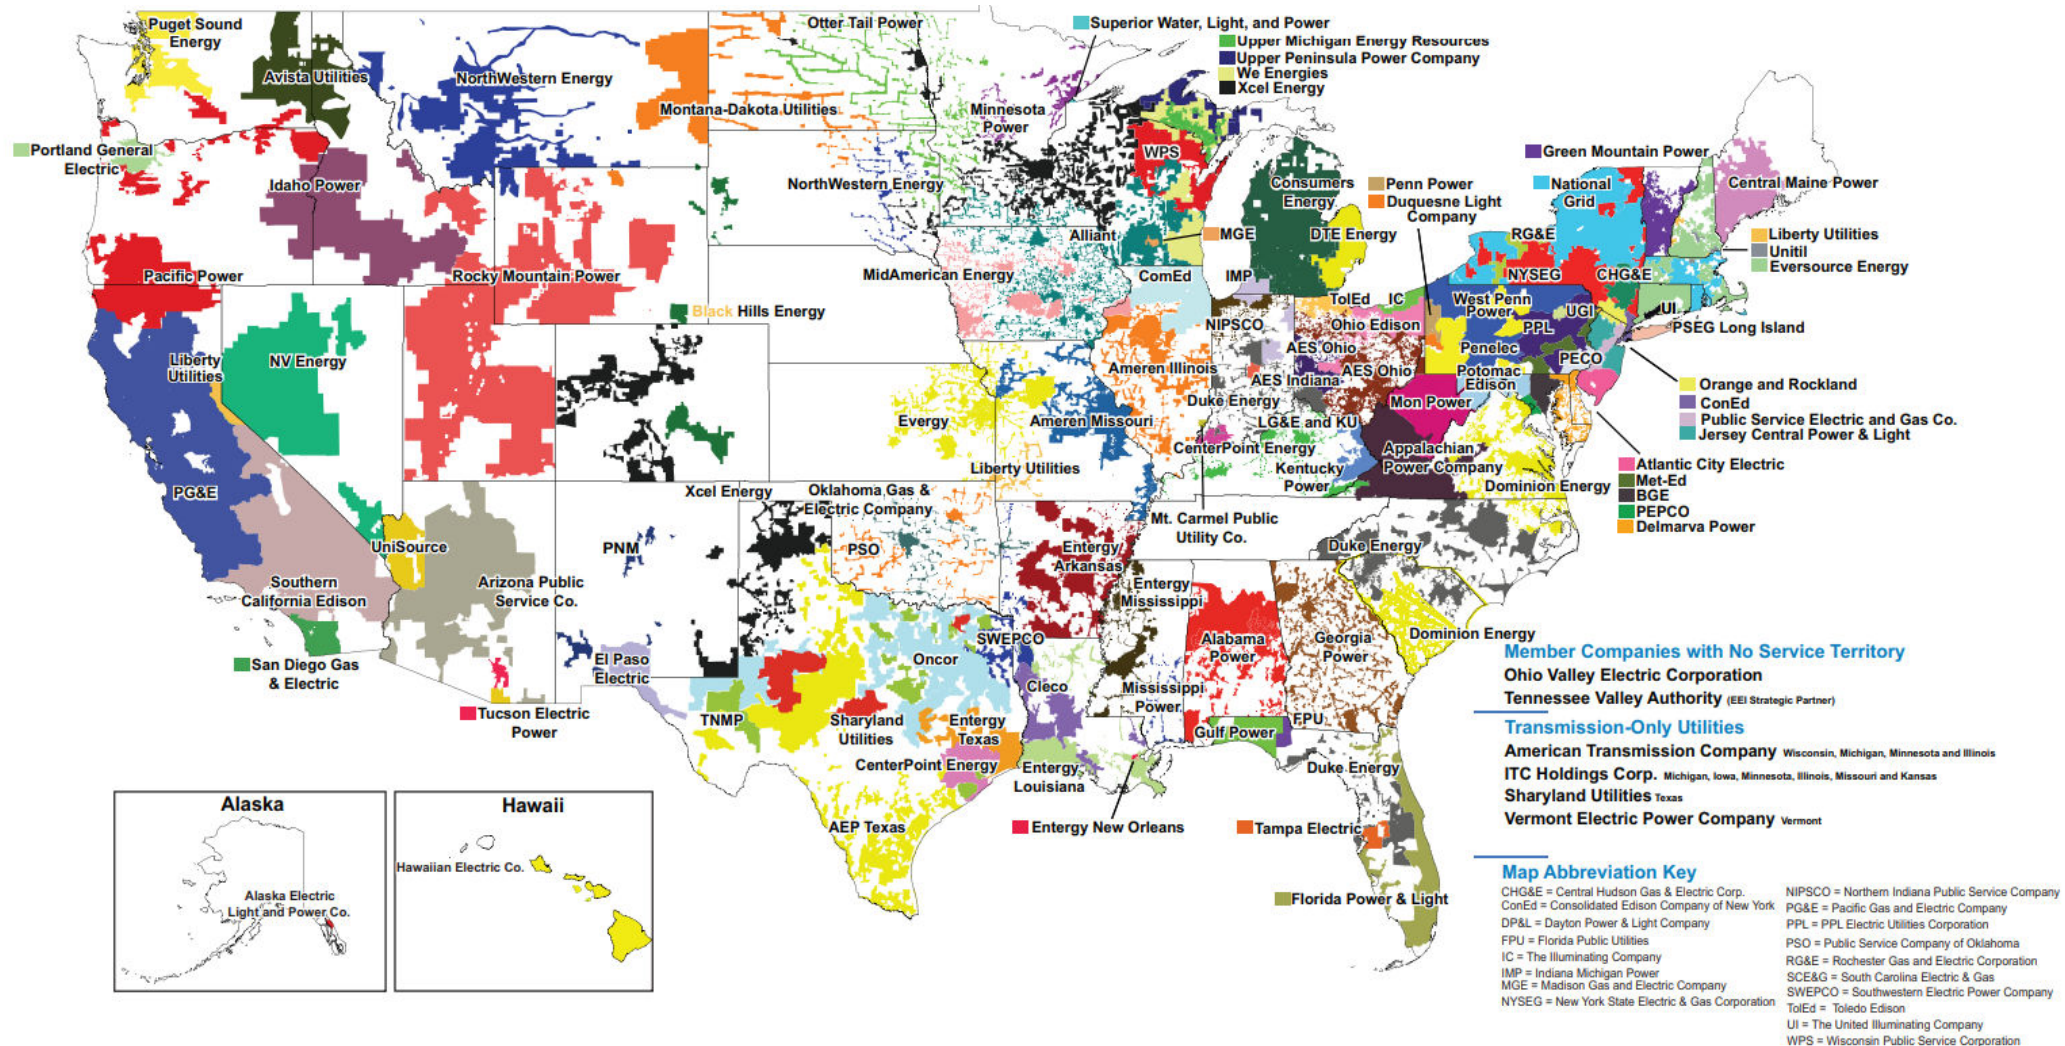 Puget Sound
Energy
Avista Utilities
NorthWestern Energy
Otter Tail Power
Montana-Dakota Utilities
Minnesota
Power
Superior Water, Light, and Power
Upper Michigan Energy Resources
Upper Peninsula Power Company
We Energies
Xcel Energy
WPS
Portland General
Electric
Idaho Power
NorthWestern Energy
Consumers
Energy
Penn Power
Duquesne Light
Company
Green Mountain Power
National
Grid
Central Maine Power
Alliant
MGE
DTE Energy
RG&E
Liberty Utilities
Unitil
Eversource Energy
Pacific Power
Rocky Mountain Power
MidAmerican Energy
ComEd
IMP
NYSEG
CHG&E
Black Hills Energy
TolEd
IC
West Penn
Power
UGI
UI
NIPSCO
Ohio Edison
PPL
PSEG Long Island
Liberty
Utilities
NV Energy
AES Ohio
Penelec
PECO
Ameren Illinois
AES Indiana
AES Ohio
Potomac
Edison
Orange and Rockland
ConEd
Public Service Electric and Gas Co.
Jersey Central Power & Light
Duke Energy
Mon Power
Evergy
Ameren Missouri
LG&E and KU
CenterPoint Energy
Appalachian
Power Company
Liberty Utilities
Kentucky
Power
Atlantic City Electric
Met-Ed
BGE
PEPCO
Delmarva Power
PG&E
Xcel Energy
Oklahoma Gas &
Electric Company
Dominion Energy
Mt. Carmel Public
Utility Co.
UniSource
PNM
PSO
Entergy
Arkansas
Duke Energy
Southern
California Edison
Arizona Public
Service Co.
Entergy
Mississippi
San Diego Gas
& Electric
El Paso
Electric
Oncor
SWEPCO
Alabama
Power
Georgia
Power
Dominion Energy
Cleco
Mississippi
Power
Tucson Electric
Power
TNMP
Sharyland
Utilities
Entergy
Texas
Gulf Power
FPU
CenterPoint Energy
Entergy
Louisiana
Duke Energy
AEP Texas
Entergy New Orleans
Tampa Electric
Florida Power & Light
Alaska
Alaska Electric
Light and Power Co.
Hawaii
Hawaiian Electric Co.
Member Companies with No Service Territory
Ohio Valley Electric Corporation
Tennessee Valley Authority (EEI Strategic Partner)
Transmission-Only Utilities
American Transmission Company Wisconsin, Michigan, Minnesota and Illinois
ITC Holdings Corp. Michigan, Iowa, Minnesota, Illinois, Missouri and Kansas
Sharyland Utilities Texas
Vermont Electric Power Company Vermont
Map Abbreviation Key
CHG&E = Central Hudson Gas & Electric Corp.
ConEd = Consolidated Edison Company of New York
DP&L = Dayton Power & Light Company
FPU = Florida Public Utilities
IC = The Illuminating Company
IMP = Indiana Michigan Power
MGE = Madison Gas and Electric Company
NYSEG = New York State Electric & Gas Corporation
NIPSCO = Northern Indiana Public Service Company
PG&E = Pacific Gas and Electric Company
PPL = PPL Electric Utilities Corporation
PSO = Public Service Company of Oklahoma
RG&E = Rochester Gas and Electric Corporation
SCE&G = South Carolina Electric & Gas
SWEPCO = Southwestern Electric Power Company
TolEd = Toledo Edison
UI = The United Illuminating Company
WPS = Wisconsin Public Service Corporation